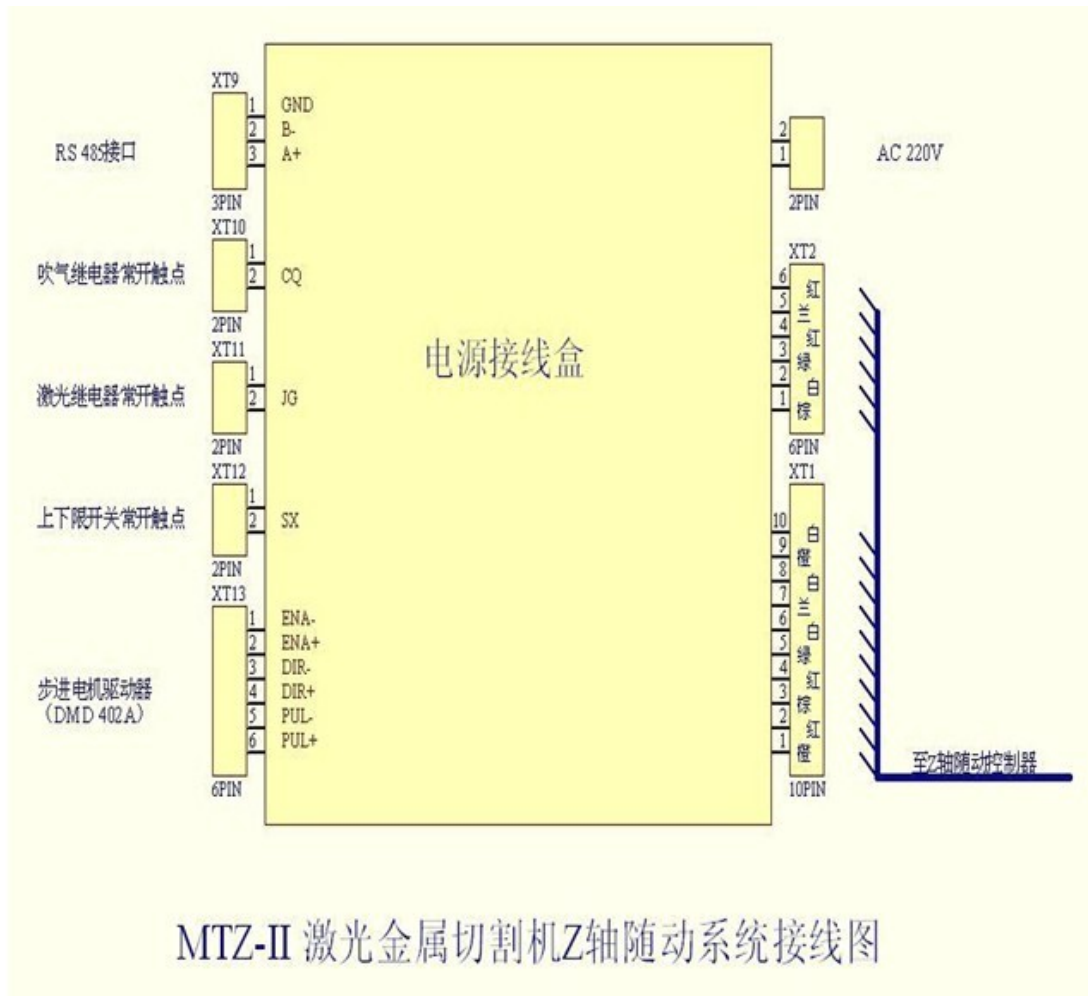 XT9
1 GND
2 B-
3 A+
RS 485接口
3PIN
XT10
1
2 CQ
吹气继电器常开触点
2PIN
XT11
1
2 JG
激光继电器常开触点
2PIN
XT12
1
2 SX
上下限开关常开触点
2PIN
XT13
1 ENA-
2 ENA+
3 DIR-
4 DIR+
5 PUL-
6 PUL+
步进电机驱动器
（DMD 402A）
6PIN
电源接线盒
2
1
AC 220V
2PIN
XT2
6 红
5 兰
4 红
3 绿
2 白
1 棕
6PIN
XT1
10 白
9 橙
8 白
7 兰
6 白
5 绿
4 红
3 棕
2 红
1 橙
10PIN
至Z轴随动控制器
MTZ-II 激光金属切割机Z轴随动系统接线图